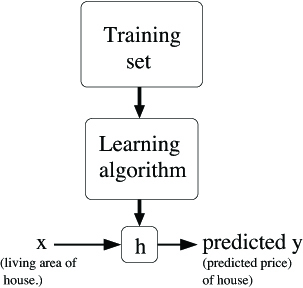 Training
set
Learning
algorithm
x
h
predicted y
(living area of
house.)
(predicted price)
of house)